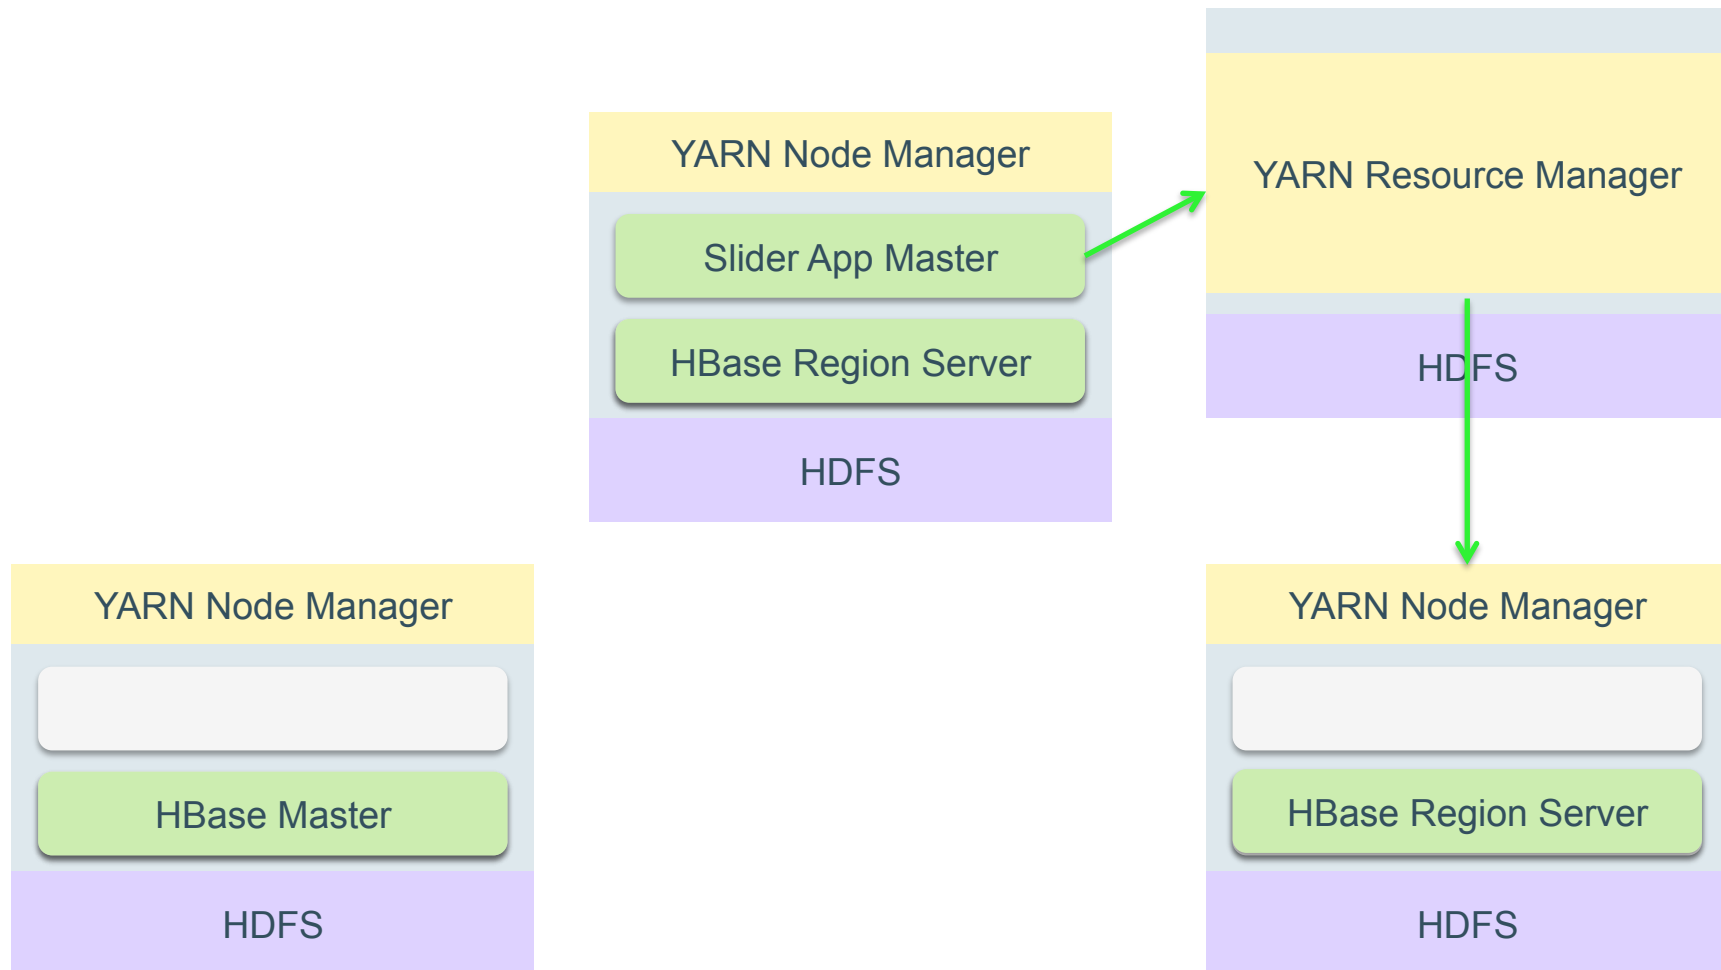 YARN Node Manager
Slider App Master
HBase Region Server
HDFS
YARN Resource Manager
HDFS
YARN Node Manager
HBase Master
HDFS
YARN Node Manager
HBase Region Server
HDFS